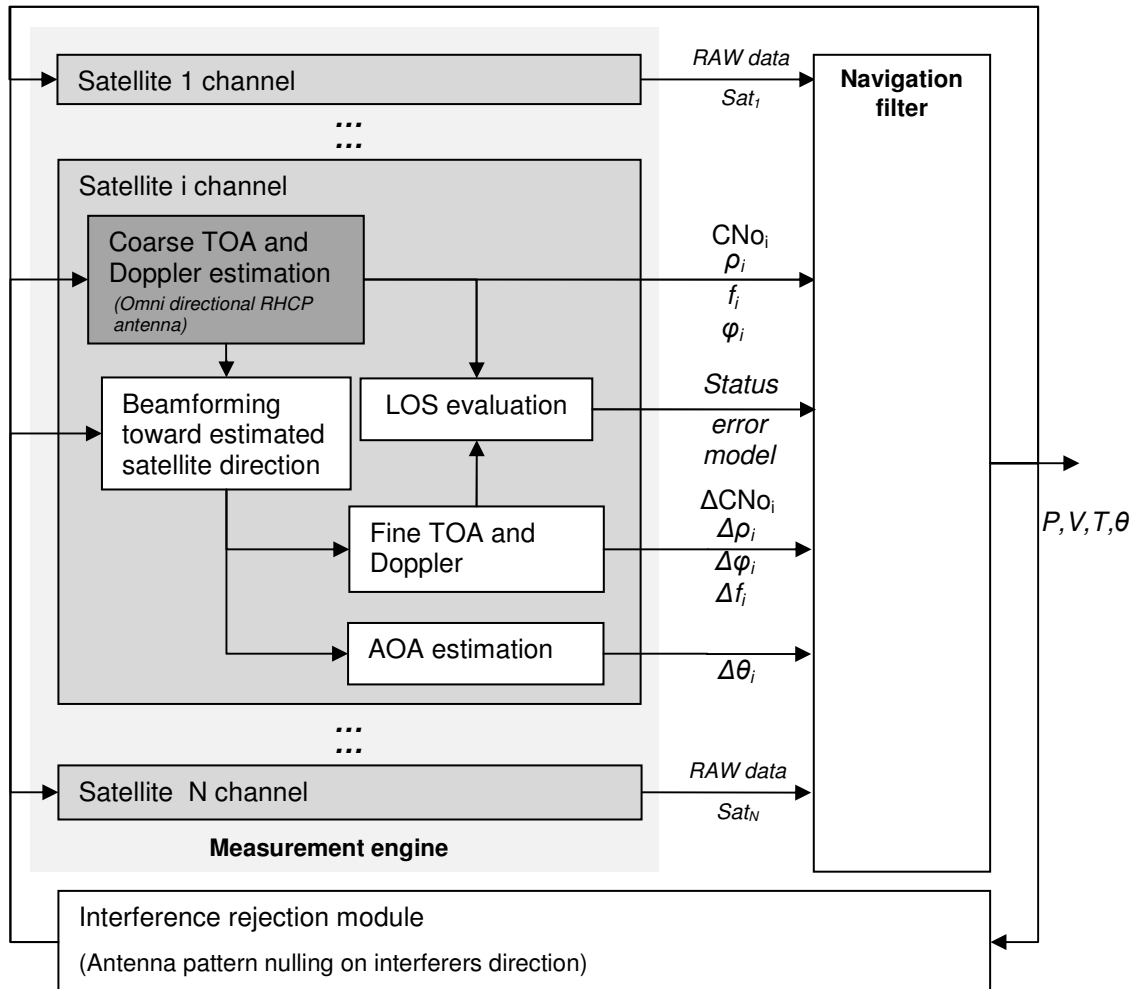 Satellite 1 channel
RAW data
Sat₁
Navigation
filter
...
...
Satellite i channel
Coarse TOA and
Doppler estimation
(Omni directional RHCP
antenna)
CNoᵢ
ρᵢ
fᵢ
φᵢ
Beamforming
toward estimated
satellite direction
LOS evaluation
Status
error
model
Fine TOA and
Doppler
ΔCNoᵢ
Δρᵢ
Δφᵢ
Δfᵢ
P,V,T,θ
AOA estimation
Δθᵢ
...
...
Satellite N channel
RAW data
Sat_N
Measurement engine
Interference rejection module
(Antenna pattern nulling on interferers direction)